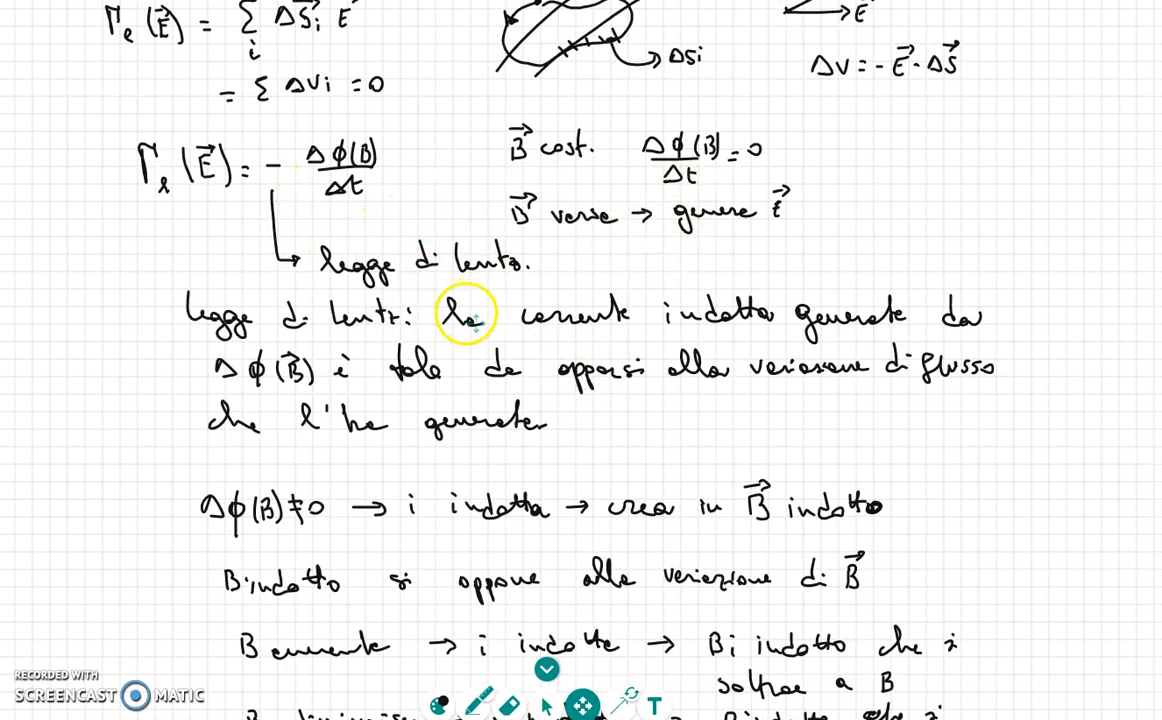 Γℓ (E⃗) = Σi ΔS⃗i E⃗
= Σ ΔVi = 0
ΔSi
E⃗
ΔV = - E⃗ · ΔS⃗
Γℓ (E⃗) = - Δϕ(B)/Δt
B⃗ cost. Δϕ(B)/Δt = 0
B⃗ varia → genera E⃗
legge di Lentz.
Legge di Lentz: La corrente indotta generata da
Δϕ(B⃗) è tale da opporsi alla variazione di flusso
che l'ha generata
Δϕ(B) ≠ 0 → i indotta → crea in B⃗ indotto
B indotto si oppone alla variazione di B⃗
B aumenta → i indotta → Bi indotto che si
sottrae a B
RECORDED WITH
SCREENCAST MATIC
T